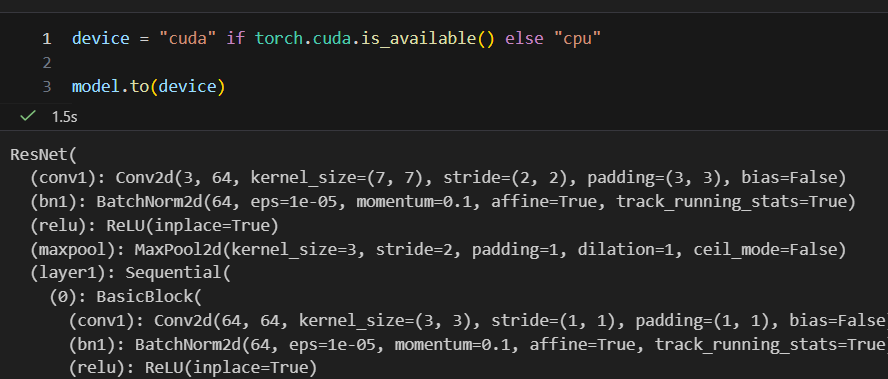 1 device = "cuda" if torch.cuda.is_available() else "cpu"
2
3 model.to(device)
1.5s
ResNet(
  (conv1): Conv2d(3, 64, kernel_size=(7, 7), stride=(2, 2), padding=(3, 3), bias=False)
  (bn1): BatchNorm2d(64, eps=1e-05, momentum=0.1, affine=True, track_running_stats=True)
  (relu): ReLU(inplace=True)
  (maxpool): MaxPool2d(kernel_size=3, stride=2, padding=1, dilation=1, ceil_mode=False)
  (layer1): Sequential(
    (0): BasicBlock(
      (conv1): Conv2d(64, 64, kernel_size=(3, 3), stride=(1, 1), padding=(1, 1), bias=False
      (bn1): BatchNorm2d(64, eps=1e-05, momentum=0.1, affine=True, track_running_stats=True
      (relu): ReLU(inplace=True)